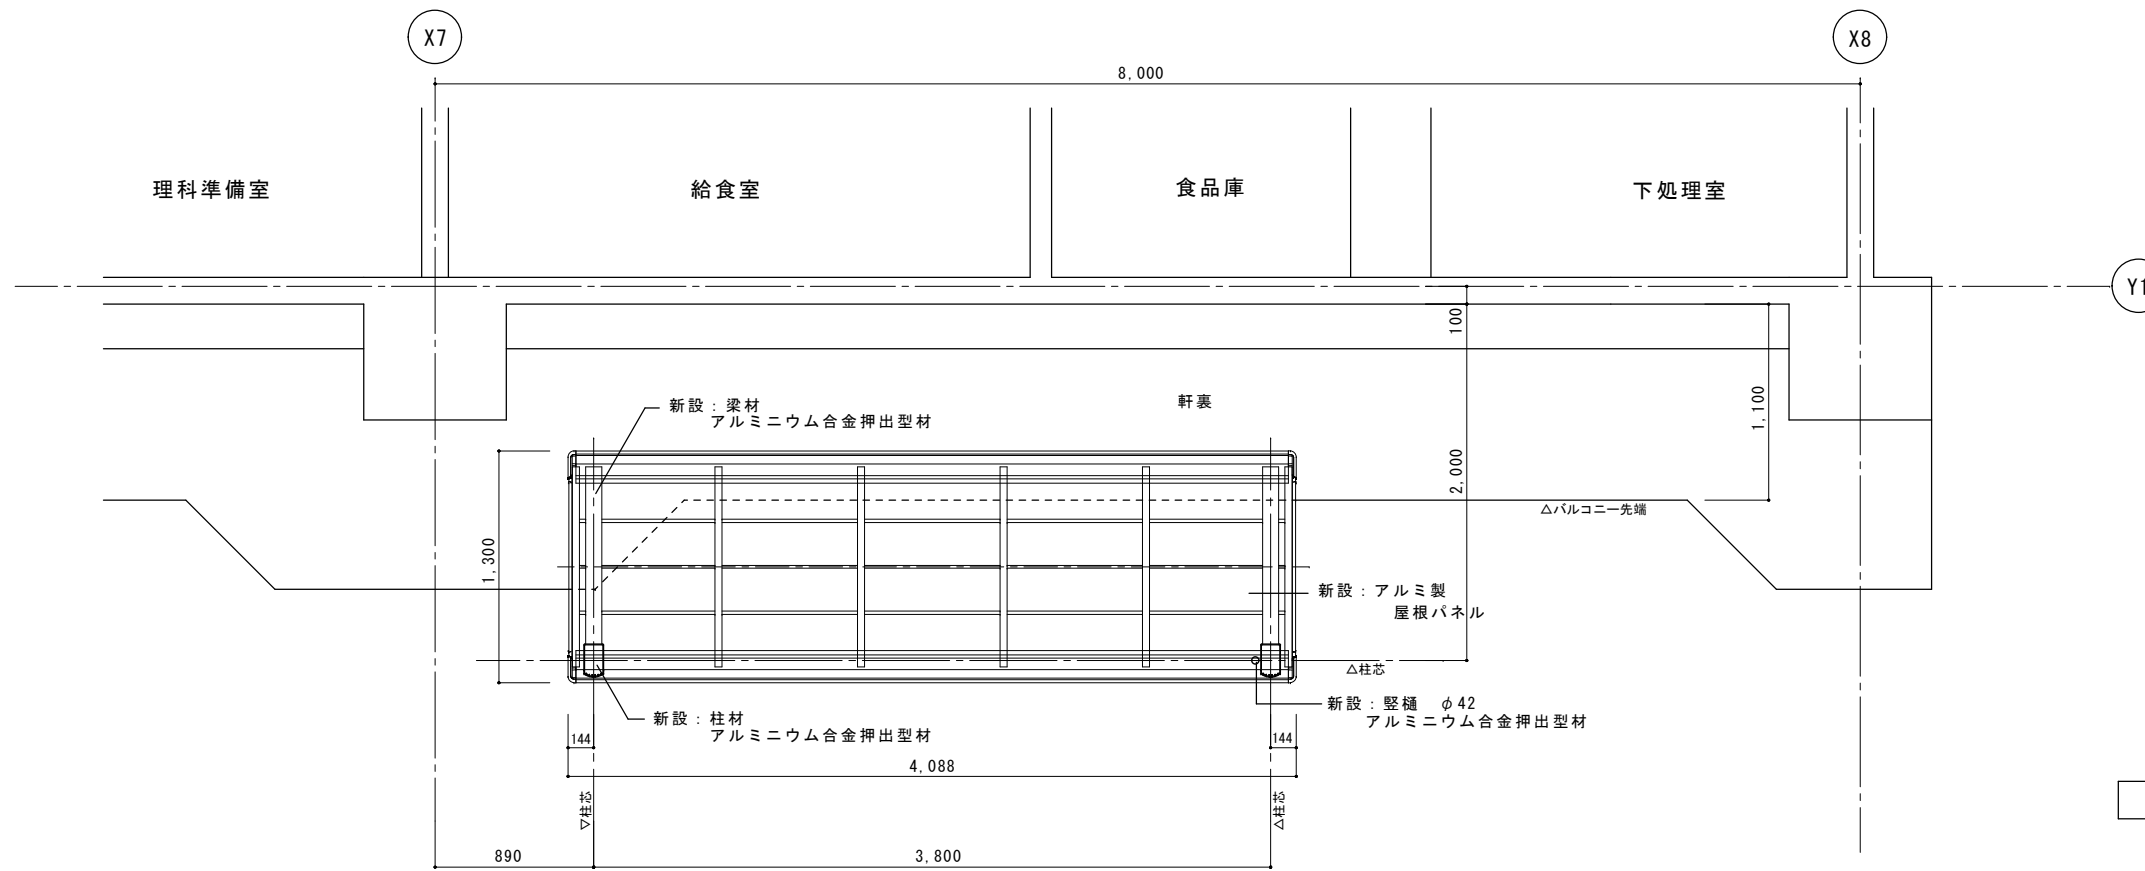 X7
X8
8,000
理科準備室
給食室
食品庫
下処理室
Y1
100
1,100
軒裏
新設：梁材
アルミニウム合金押出型材
2,000
△バルコニー先端
1,300
新設：アルミ製
屋根パネル
△柱芯
新設：柱材
アルミニウム合金押出型材
新設：竪樋　φ42
アルミニウム合金押出型材
144
144
4,088
▽柱芯
△柱芯
890
3,800